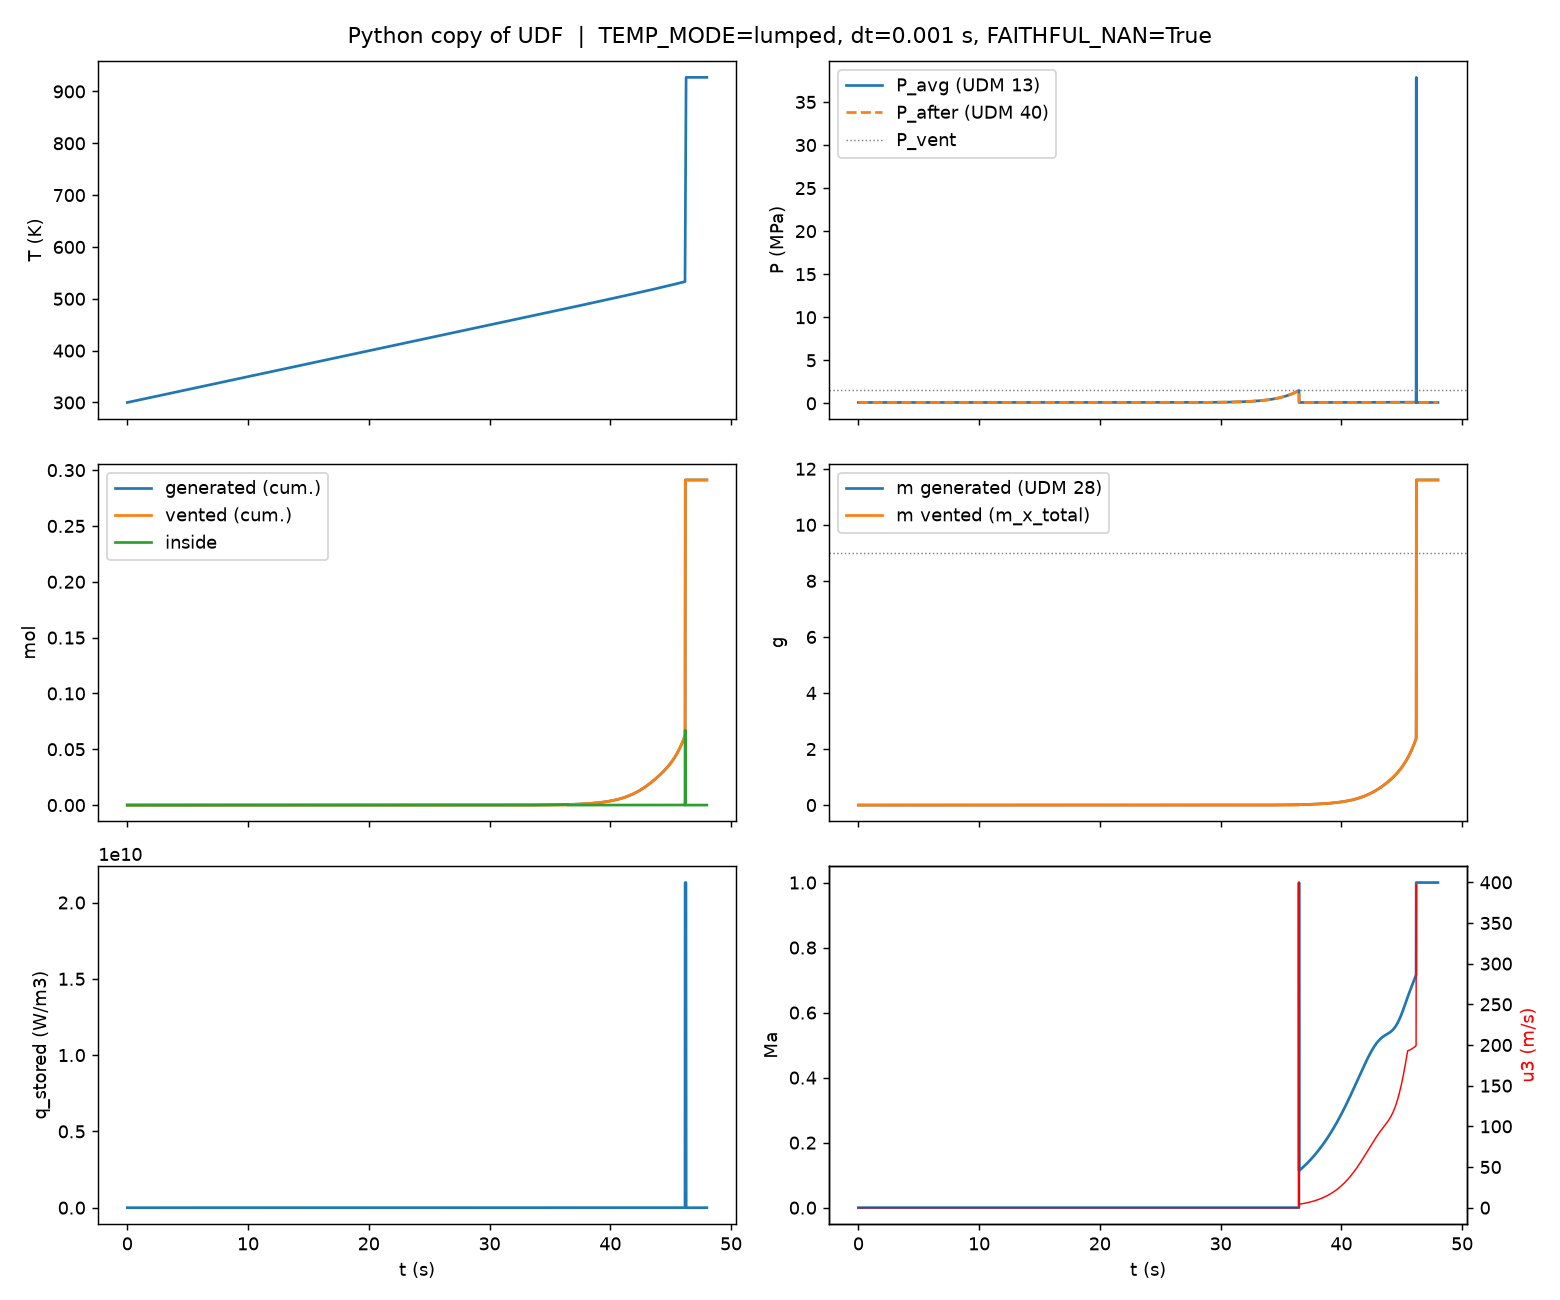 Python copy of UDF | TEMP_MODE=lumped, dt=0.001 s, FAITHFUL_NAN=True
T (K)
900
800
700
600
500
400
300
P (MPa)
35
30
25
20
15
10
5
0
P_avg (UDM 13)
P_after (UDM 40)
P_vent
mol
0.30
0.25
0.20
0.15
0.10
0.05
0.00
generated (cum.)
vented (cum.)
inside
g
12
10
8
6
4
2
0
m generated (UDM 28)
m vented (m_x_total)
1e10
q_stored (W/m3)
2.0
1.5
1.0
0.5
0.0
0 10 20 30 40 50
t (s)
Ma
1.0
0.8
0.6
0.4
0.2
0.0
400
350
300
250
200
150
100
50
0
u3 (m/s)
0 10 20 30 40 50
t (s)